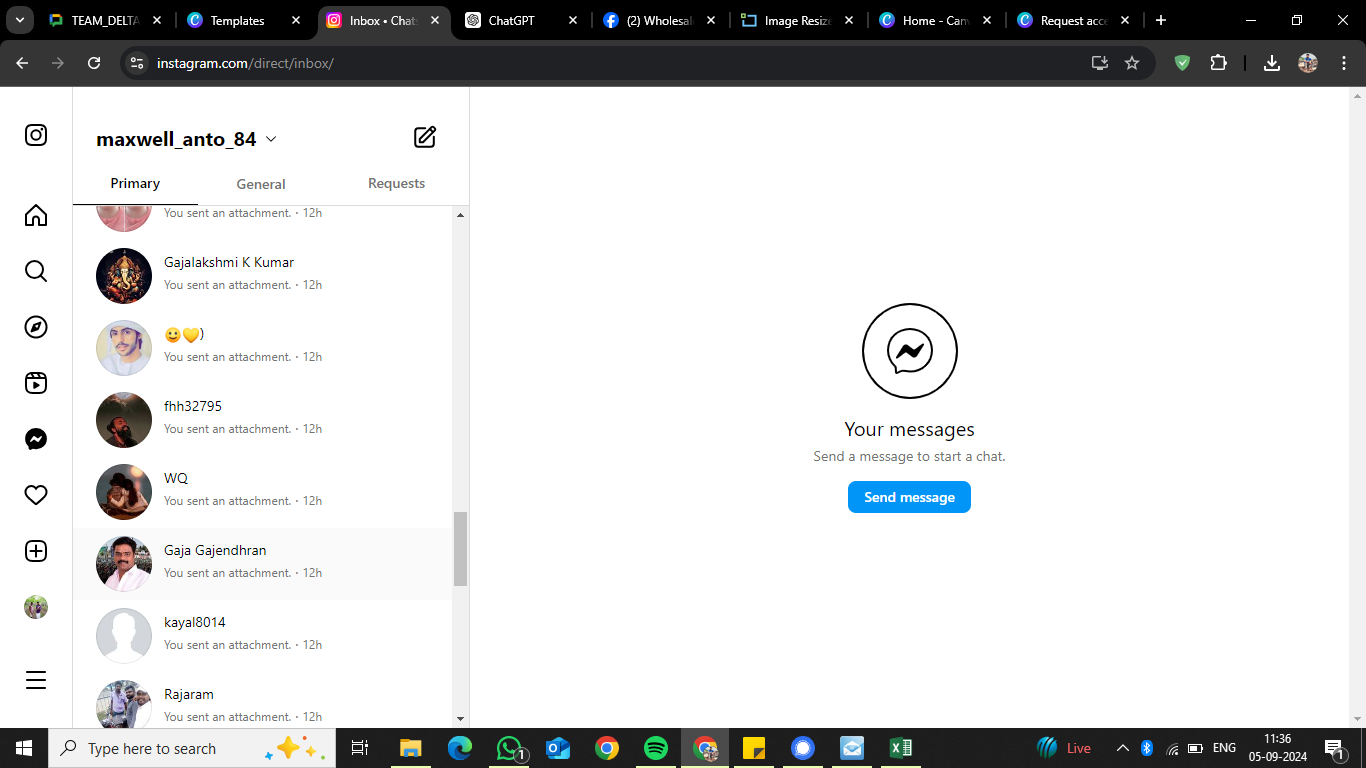 TEAM_DELTA
Templates
Inbox • Chats
ChatGPT
(2) Wholesale
Image Resize
Home - Canv
Request acce
instagram.com/direct/inbox/
maxwell_anto_84
Primary
General
Requests
You sent an attachment. · 12h
Gajalakshmi K Kumar
You sent an attachment. · 12h
🙂💛)
You sent an attachment. · 12h
fhh32795
You sent an attachment. · 12h
WQ
You sent an attachment. · 12h
Gaja Gajendhran
You sent an attachment. · 12h
kayal8014
You sent an attachment. · 12h
Rajaram
You sent an attachment. · 12h
Your messages
Send a message to start a chat.
Send message
Type here to search
1
Live
ENG
11:36
05-09-2024
1